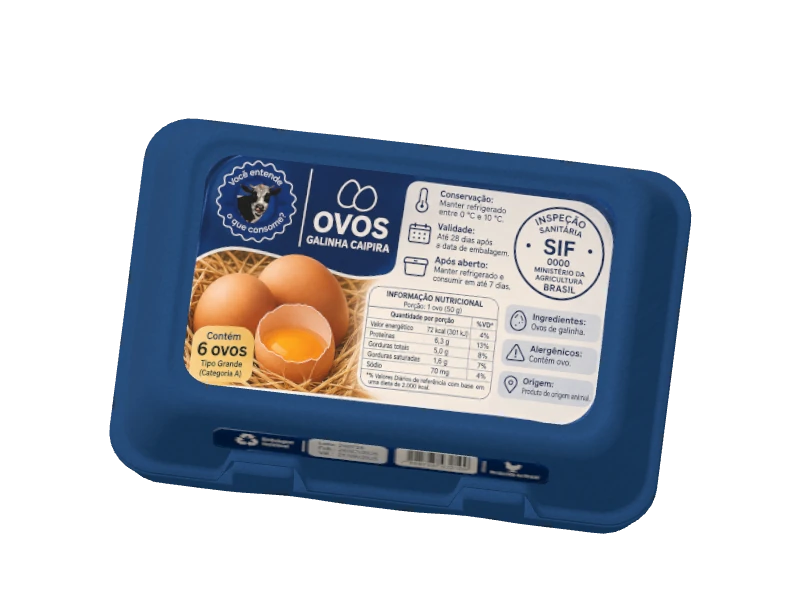 Você entende
o que consome?
OVOS
GALINHA CAIPIRA
Contém
6 OVOS
Tipo Grande
(Categoria A)
Conservação:
Manter refrigerado
entre 0 °C e 10 °C.
Validade:
Até 28 dias após
a data de embalagem.
Após aberto:
Manter refrigerado e
consumir em até 7 dias.
INSPEÇÃO
SANITÁRIA
SIF
0000
MINISTÉRIO DA
AGRICULTURA
BRASIL
INFORMAÇÃO NUTRICIONAL
Porção: 1 ovo (50 g)
Quantidade por porção %VD*
Valor energético 72 kcal (301 kJ) 4%
Proteínas 6,3 g 13%
Gorduras totais 5,0 g 8%
Gorduras saturadas 1,6 g 7%
Sódio 70 mg 4%
*% Valores Diários de referência com base em
uma dieta de 2.000 kcal.
Ingredientes:
Ovos de galinha.
Alergênicos:
Contém ovo.
Origem:
Produto de origem animal.